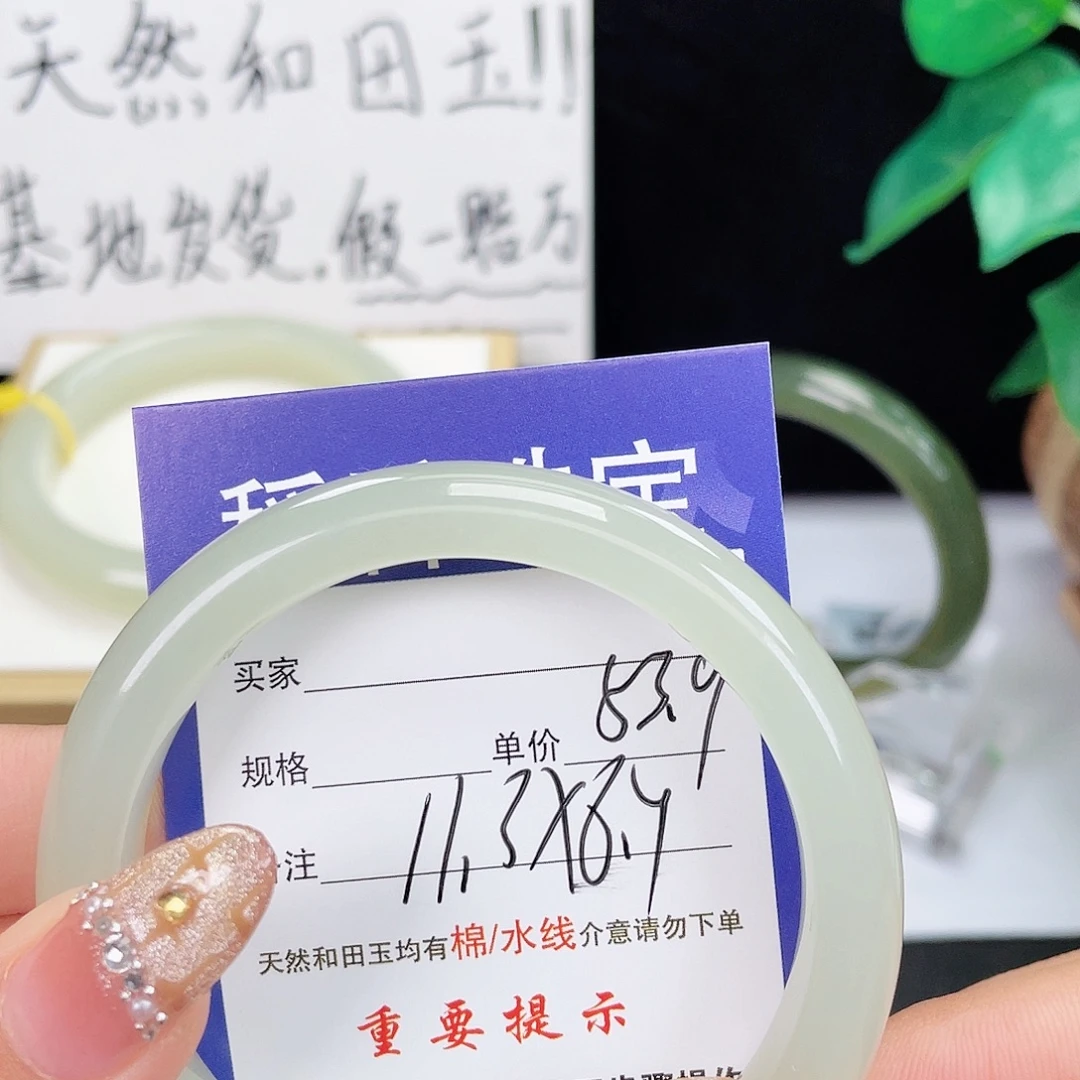 天然和田玉!!
基地发货.假一赔万
买家
53.9
规格 单价
11.3X8.4
注
天然和田玉均有棉/水线介意请勿下单
重要提示